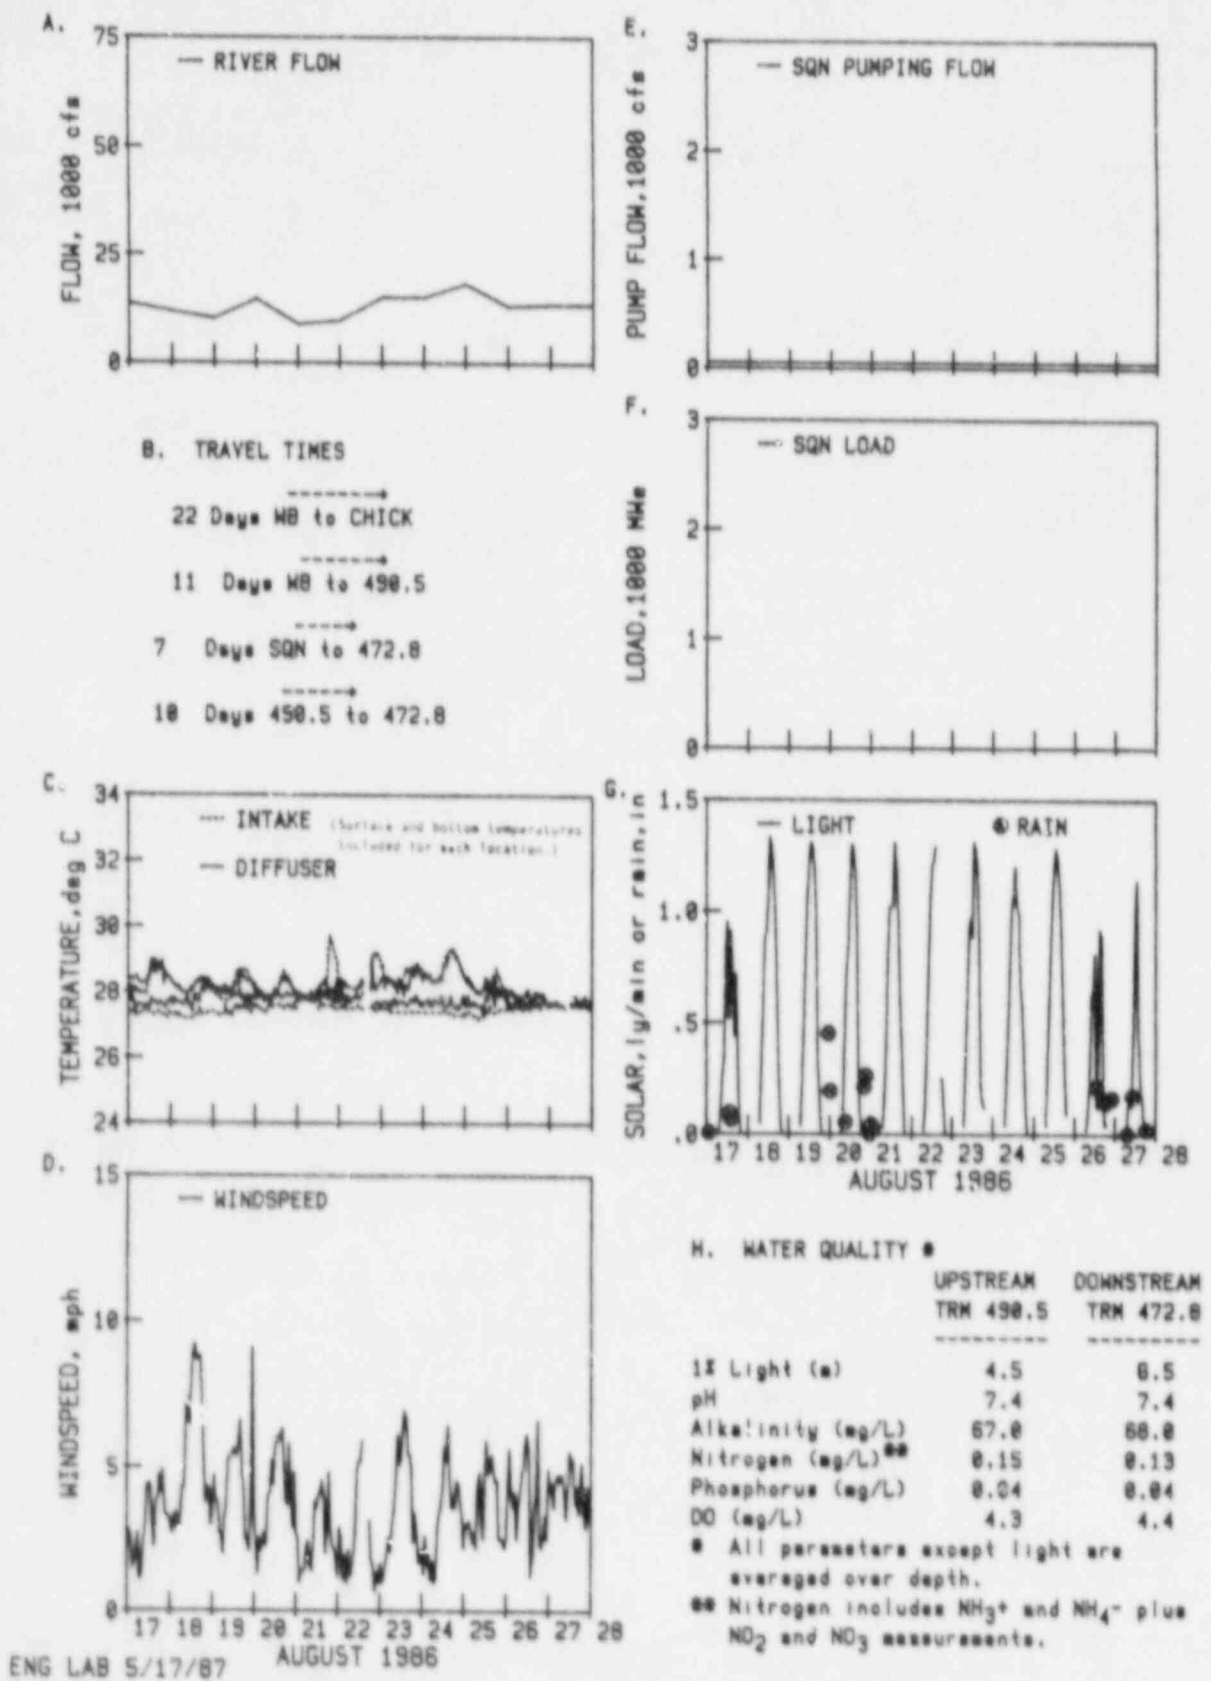 A.
75
50
25
0
FLOW, 1000 cfs
— RIVER FLOW
B. TRAVEL TIMES
22 Days WB to CHICK
11 Days WB to 490.5
7 Days SQN to 472.8
10 Days 490.5 to 472.8
C.
34
32
30
28
26
24
TEMPERATURE, deg C
---- INTAKE (Surface and bottom temperatures
included for each location.)
— DIFFUSER
D.
15
10
5
0
WINDSPEED, mph
— WINDSPEED
17 18 19 20 21 22 23 24 25 26 27 28
AUGUST 1986
ENG LAB 5/17/87
E.
3
2
1
0
PUMP FLOW, 1000 cfs
— SQN PUMPING FLOW
F.
3
2
1
0
LOAD, 1000 MWe
— SQN LOAD
G.
1.5
1.0
.5
.0
SOLAR, ly/min or rain, in
— LIGHT ● RAIN
17 18 19 20 21 22 23 24 25 26 27 28
AUGUST 1986
H. WATER QUALITY *
UPSTREAM DOWNSTREAM
TRM 490.5 TRM 472.8
--------- ---------
1% Light (m) 4.5 6.5
pH 7.4 7.4
Alkalinity (mg/L) 67.0 68.0
Nitrogen (mg/L)** 0.15 0.13
Phosphorus (mg/L) 0.04 0.04
DO (mg/L) 4.3 4.4
* All parameters except light are
averaged over depth.
** Nitrogen includes NH₃⁺ and NH₄⁻ plus
NO₂ and NO₃ measurements.